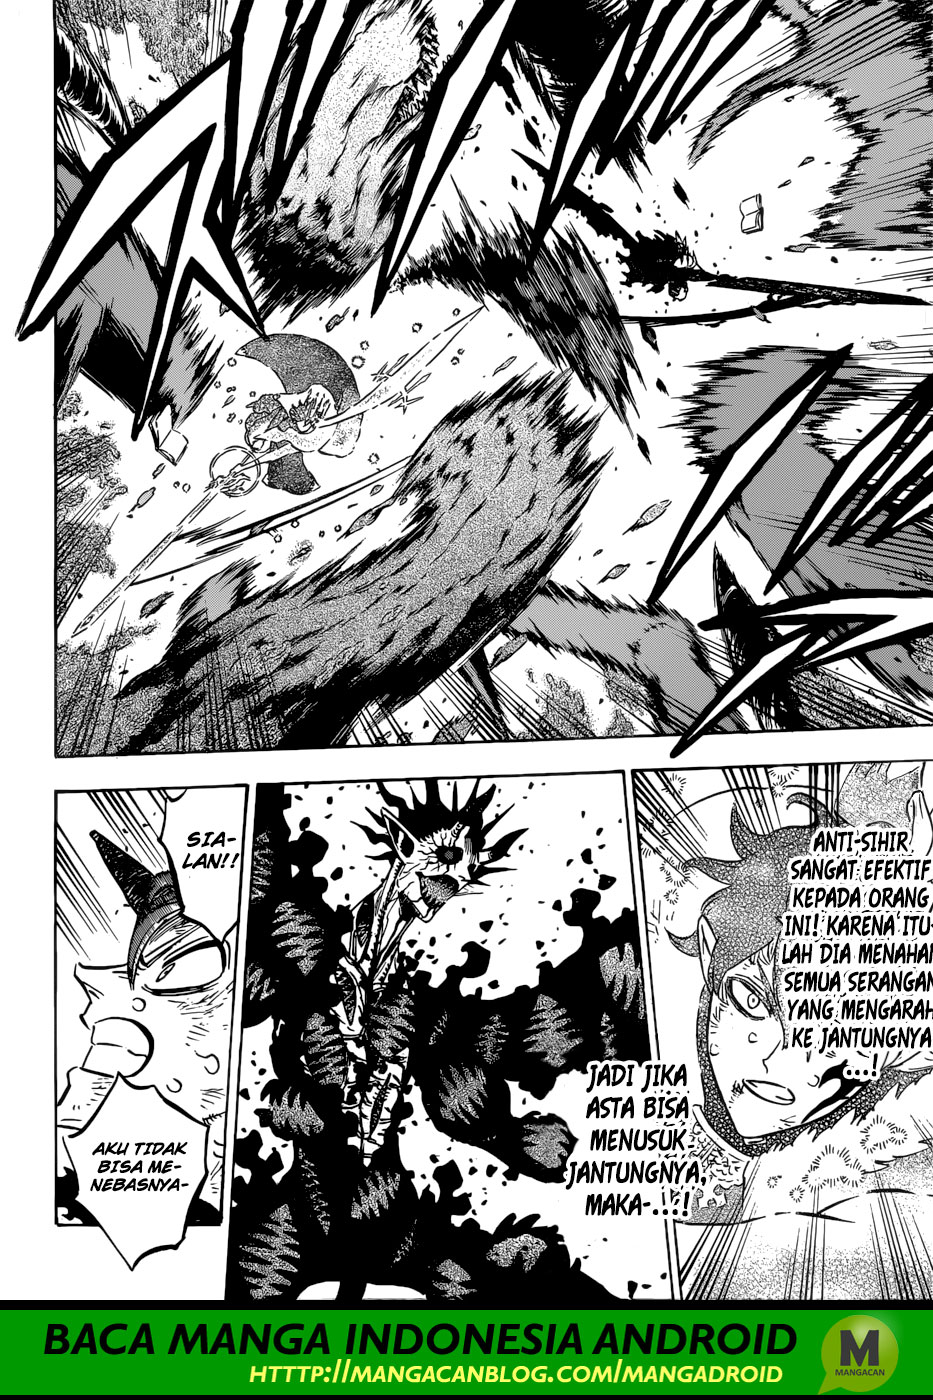 ANTI-SIHIR
SANGAT EFEKTIF
KEPADA ORANG
INI! KARENA ITU-
LAH DIA MENAHAN
SEMUA SERANGAN
YANG MENGARAH
KE JANTUNGNYA
...!
JADI JIKA
ASTA BISA
MENUSUK
JANTUNGNYA,
MAKA-...!
SIA-
LAN!!
AKU TIDAK
BISA ME-
NEBASNYA-
BACA MANGA INDONESIA ANDROID
HTTTP://MANGACANBLOG.COM/MANGADROID
M
MANGACAN